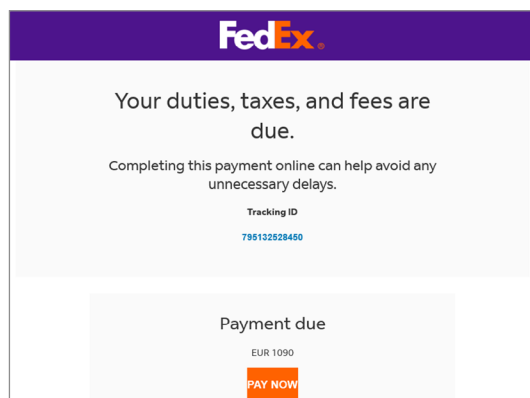 FedEx®
Your duties, taxes, and fees are
due.
Completing this payment online can help avoid any
unnecessary delays.
Tracking ID
795132528450
Payment due
EUR 1090
PAY NOW